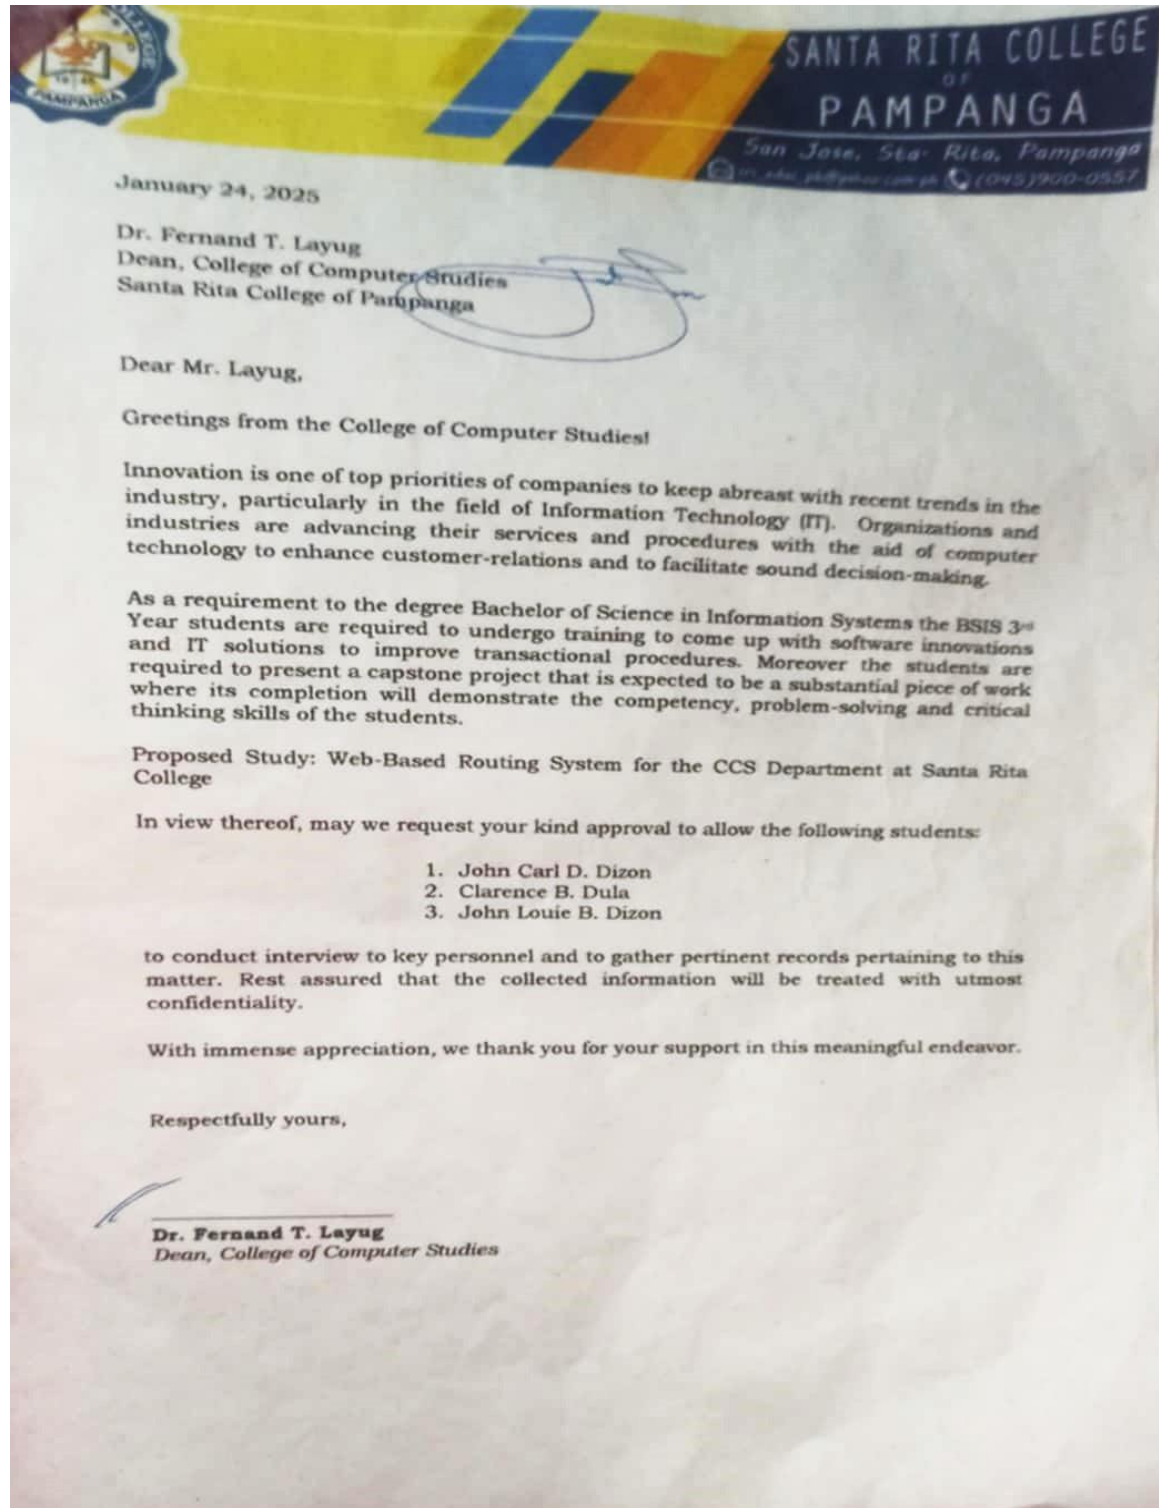 COLLEGE
PAMPANGA
SANTA RITA COLLEGE
OF
PAMPANGA
San Jose, Sta. Rita, Pampanga
(045)900-0557
January 24, 2025
Dr. Fernand T. Layug
Dean, College of Computer Studies
Santa Rita College of Pampanga
Dear Mr. Layug,
Greetings from the College of Computer Studies!
Innovation is one of top priorities of companies to keep abreast with recent trends in the
industry, particularly in the field of Information Technology (IT). Organizations and
industries are advancing their services and procedures with the aid of computer
technology to enhance customer-relations and to facilitate sound decision-making.
As a requirement to the degree Bachelor of Science in Information Systems the BSIS 3rd
Year students are required to undergo training to come up with software innovations
and IT solutions to improve transactional procedures. Moreover the students are
required to present a capstone project that is expected to be a substantial piece of work
where its completion will demonstrate the competency, problem-solving and critical
thinking skills of the students.
Proposed Study: Web-Based Routing System for the CCS Department at Santa Rita
College
In view thereof, may we request your kind approval to allow the following students:
1. John Carl D. Dizon
2. Clarence B. Dula
3. John Louie B. Dizon
to conduct interview to key personnel and to gather pertinent records pertaining to this
matter. Rest assured that the collected information will be treated with utmost
confidentiality.
With immense appreciation, we thank you for your support in this meaningful endeavor.
Respectfully yours,
Dr. Fernand T. Layug
Dean, College of Computer Studies